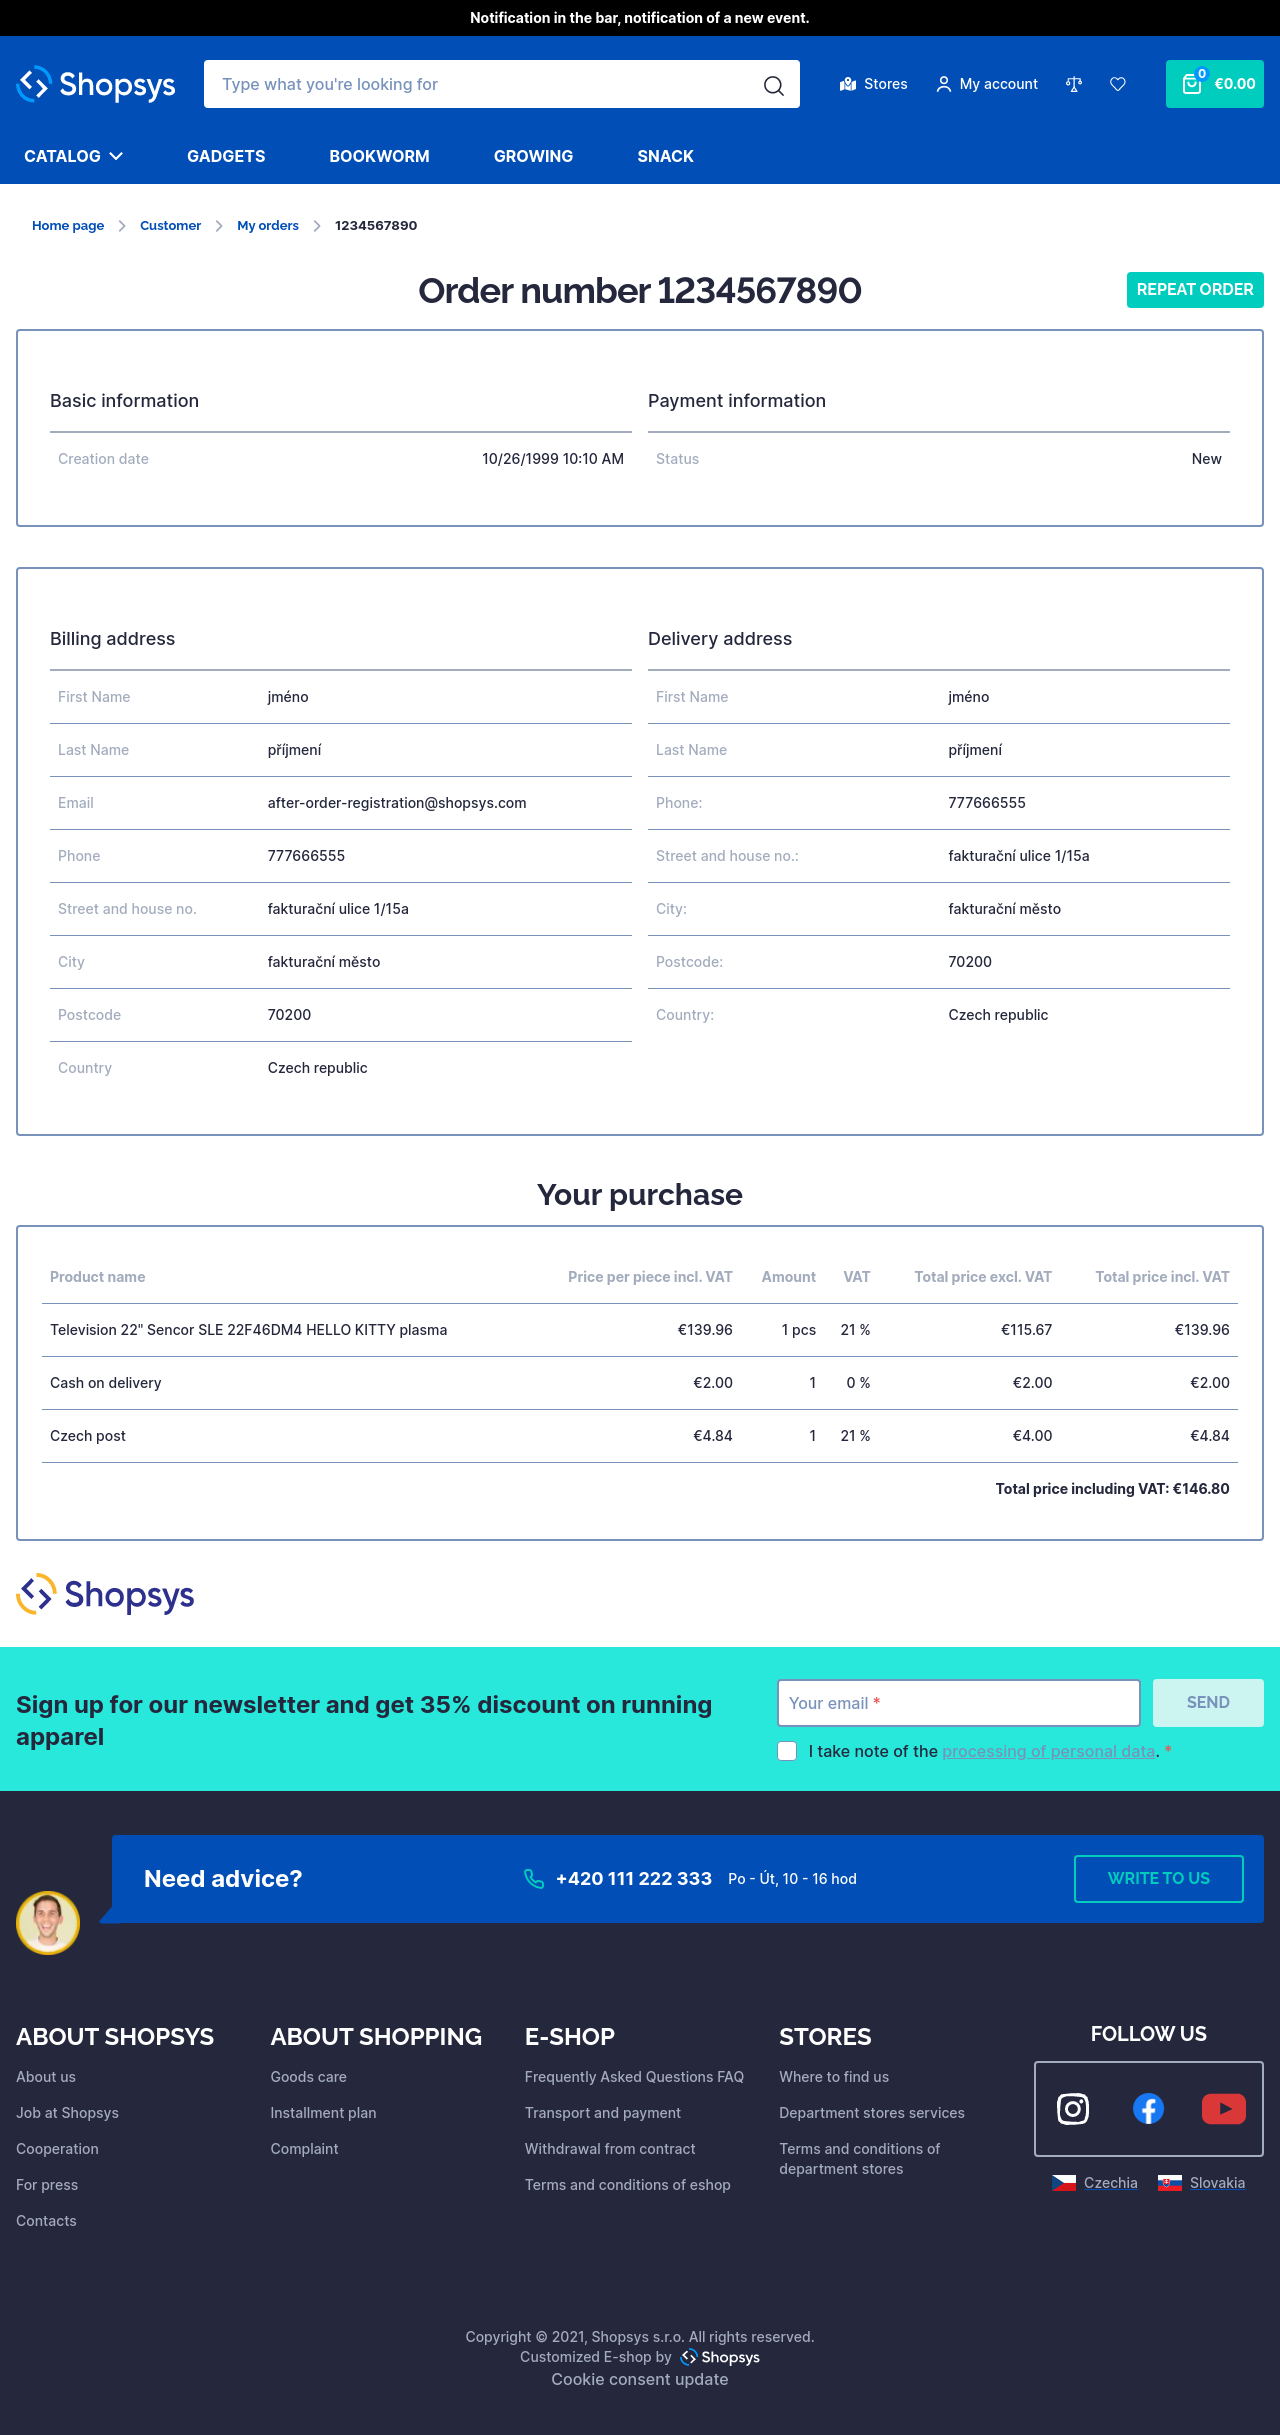 Notification in the bar, notification of a new event.
Shopsys
Type what you're looking for
Stores
My account
0
€0.00
CATALOG
GADGETS
BOOKWORM
GROWING
SNACK
Home page
Customer
My orders
1234567890
Order number 1234567890
REPEAT ORDER
Basic information
Creation date 10/26/1999 10:10 AM
Payment information
Status New
Billing address
First Name jméno
Last Name příjmení
Email after-order-registration@shopsys.com
Phone 777666555
Street and house no. fakturační ulice 1/15a
City fakturační město
Postcode 70200
Country Czech republic
Delivery address
First Name jméno
Last Name příjmení
Phone: 777666555
Street and house no.: fakturační ulice 1/15a
City: fakturační město
Postcode: 70200
Country: Czech republic
Your purchase
Product name Price per piece incl. VAT Amount VAT Total price excl. VAT Total price incl. VAT
Television 22" Sencor SLE 22F46DM4 HELLO KITTY plasma €139.96 1 pcs 21 % €115.67 €139.96
Cash on delivery €2.00 1 0 % €2.00 €2.00
Czech post €4.84 1 21 % €4.00 €4.84
Total price including VAT: €146.80
Shopsys
Sign up for our newsletter and get 35% discount on running
apparel
Your email *
SEND
I take note of the processing of personal data. *
Need advice?
+420 111 222 333
Po - Út, 10 - 16 hod
WRITE TO US
ABOUT SHOPSYS
About us
Job at Shopsys
Cooperation
For press
Contacts
ABOUT SHOPPING
Goods care
Installment plan
Complaint
E-SHOP
Frequently Asked Questions FAQ
Transport and payment
Withdrawal from contract
Terms and conditions of eshop
STORES
Where to find us
Department stores services
Terms and conditions of
department stores
FOLLOW US
Czechia
Slovakia
Copyright © 2021, Shopsys s.r.o. All rights reserved.
Customized E-shop by Shopsys
Cookie consent update